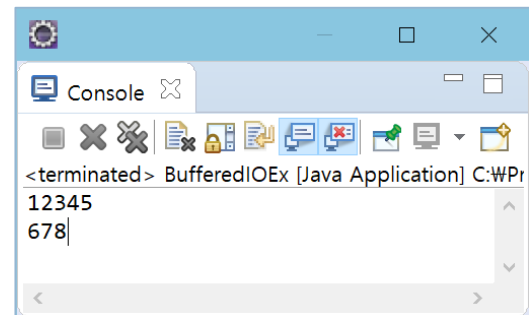 Console
<terminated> BufferedIOEx [Java Application] C:₩Pr
12345
678